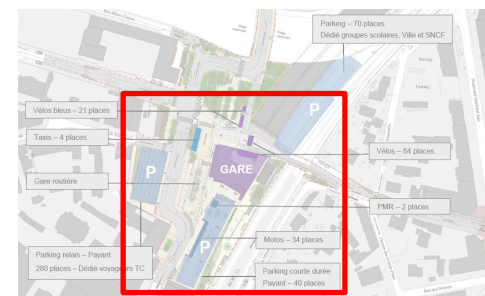 Parking – 70 places
Dédié groupes scolaires, Ville et SNCF
P
Vélos bleus – 21 places
Taxis – 4 places
Vélos – 84 places
P
GARE
Gare routière
PMR – 2 places
P
Motos – 34 places
Parking relais – Payant
280 places – Dédié voyageurs TC
Parking courte durée
Payant – 40 places